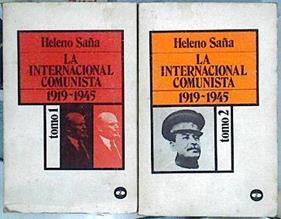 Heleno Saña
LA
INTERNACIONAL
COMUNISTA
1919-1945
tomo 1
Heleno Saña
LA
INTERNACIONAL
COMUNISTA
1919-1945
tomo 2